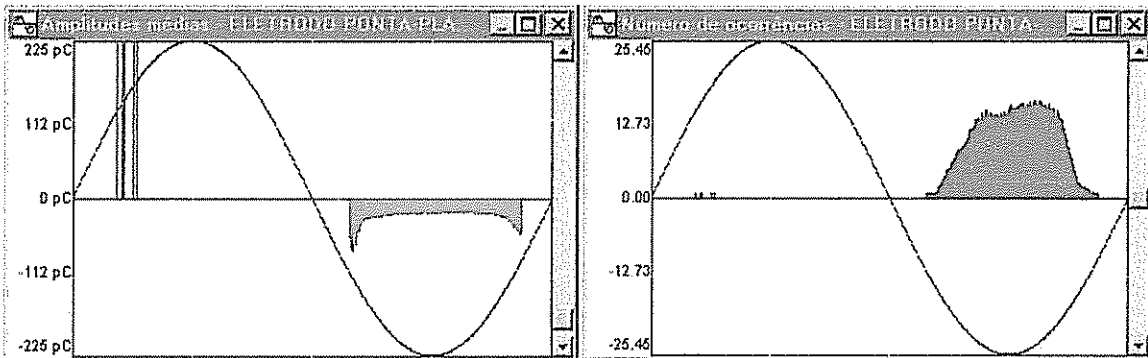 Amplitudes médias - ELETRODO PONTA-PLA
225 pC
112 pC
0 pC
-112 pC
-225 pC
Número de ocorrências - ELETRODO PONTA
25.46
12.73
0.00
-12.73
-25.46